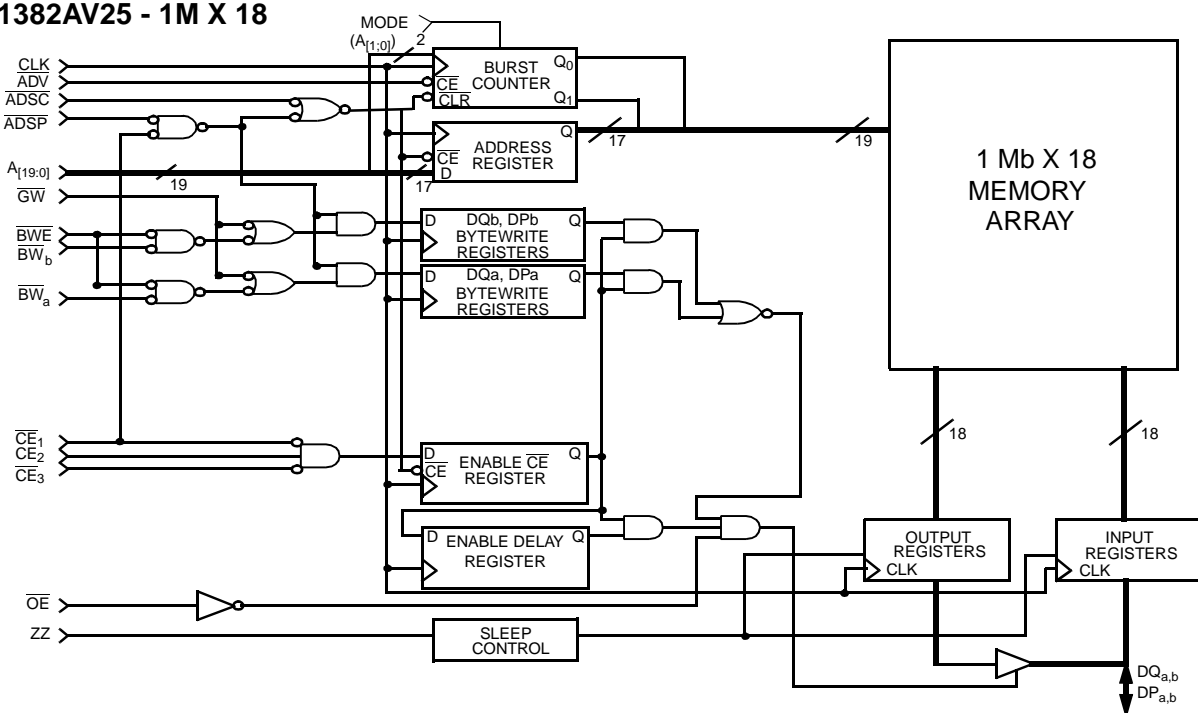 1382AV25 - 1M X 18
MODE
(A[1;0]) 2
CLK
ADV
ADSC
ADSP
A[19:0]
19
GW
BWE
BWb
BWa
CE1
CE2
CE3
OE
ZZ
BURST
COUNTER
CE
CLR
Q0
Q1
ADDRESS
REGISTER
CE
D
Q
17
17
19
D
DQb, DPb
BYTEWRITE
REGISTERS
Q
D
DQa, DPa
BYTEWRITE
REGISTERS
Q
D
ENABLE CE
REGISTER
CE
Q
D
ENABLE DELAY
REGISTER
Q
SLEEP
CONTROL
1 Mb X 18
MEMORY
ARRAY
18
18
OUTPUT
REGISTERS
CLK
INPUT
REGISTERS
CLK
DQa,b
DPa,b